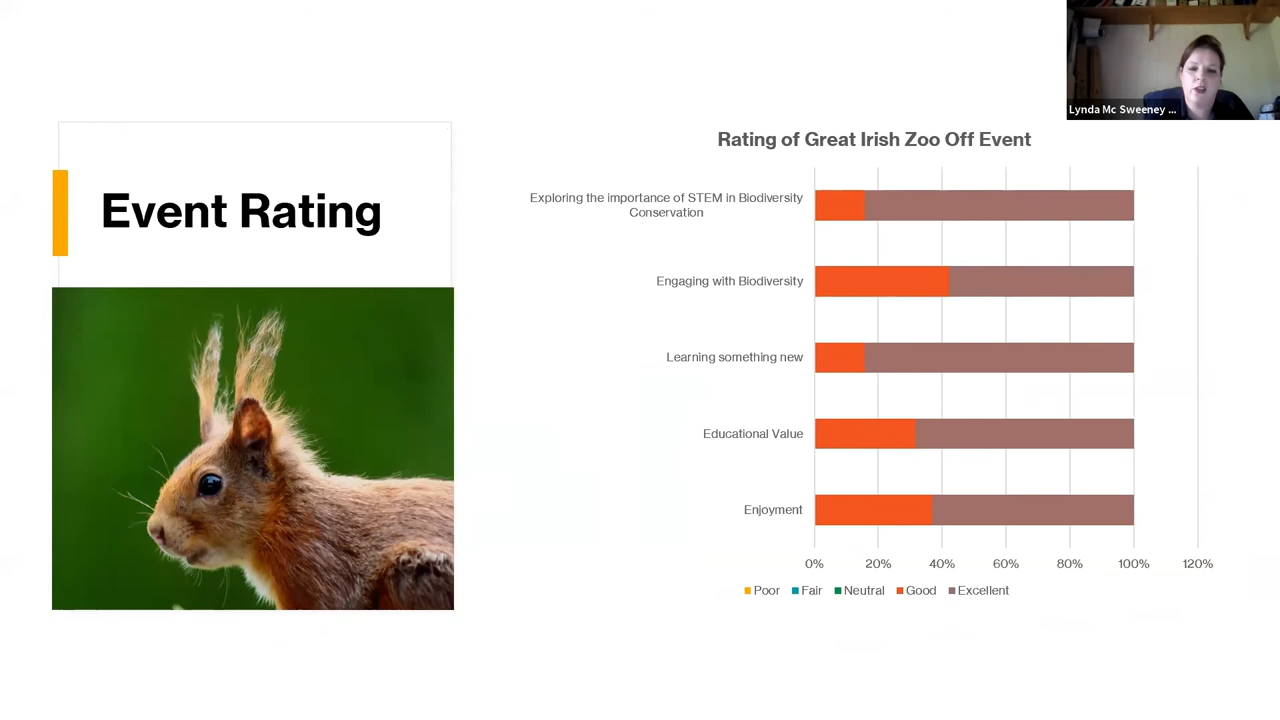 Lynda Mc Sweeney ...
Event Rating
Rating of Great Irish Zoo Off Event
Exploring the importance of STEM in Biodiversity
Conservation
Engaging with Biodiversity
Learning something new
Educational Value
Enjoyment
0% 20% 40% 60% 80% 100% 120%
Poor Fair Neutral Good Excellent